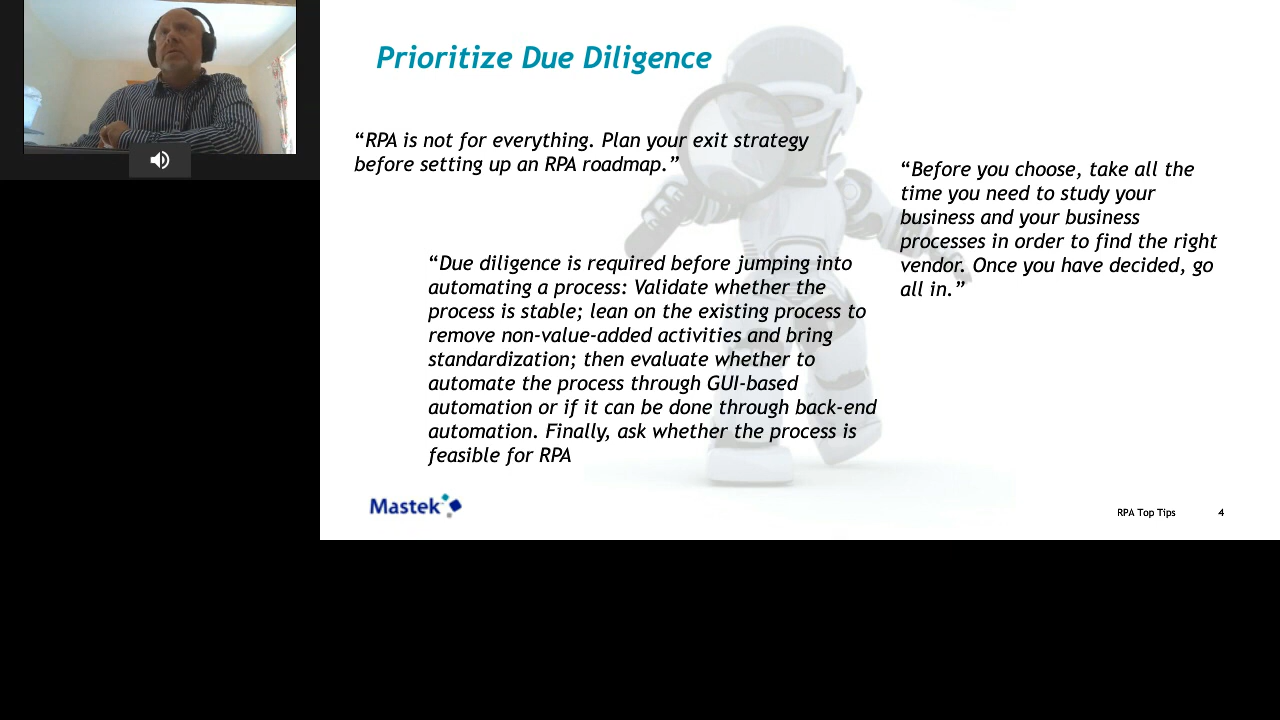 Prioritize Due Diligence
“RPA is not for everything. Plan your exit strategy
before setting up an RPA roadmap.”
“Before you choose, take all the
time you need to study your
business and your business
processes in order to find the right
vendor. Once you have decided, go
all in.”
“Due diligence is required before jumping into
automating a process: Validate whether the
process is stable; lean on the existing process to
remove non-value-added activities and bring
standardization; then evaluate whether to
automate the process through GUI-based
automation or if it can be done through back-end
automation. Finally, ask whether the process is
feasible for RPA
Mastek
RPA Top Tips 4